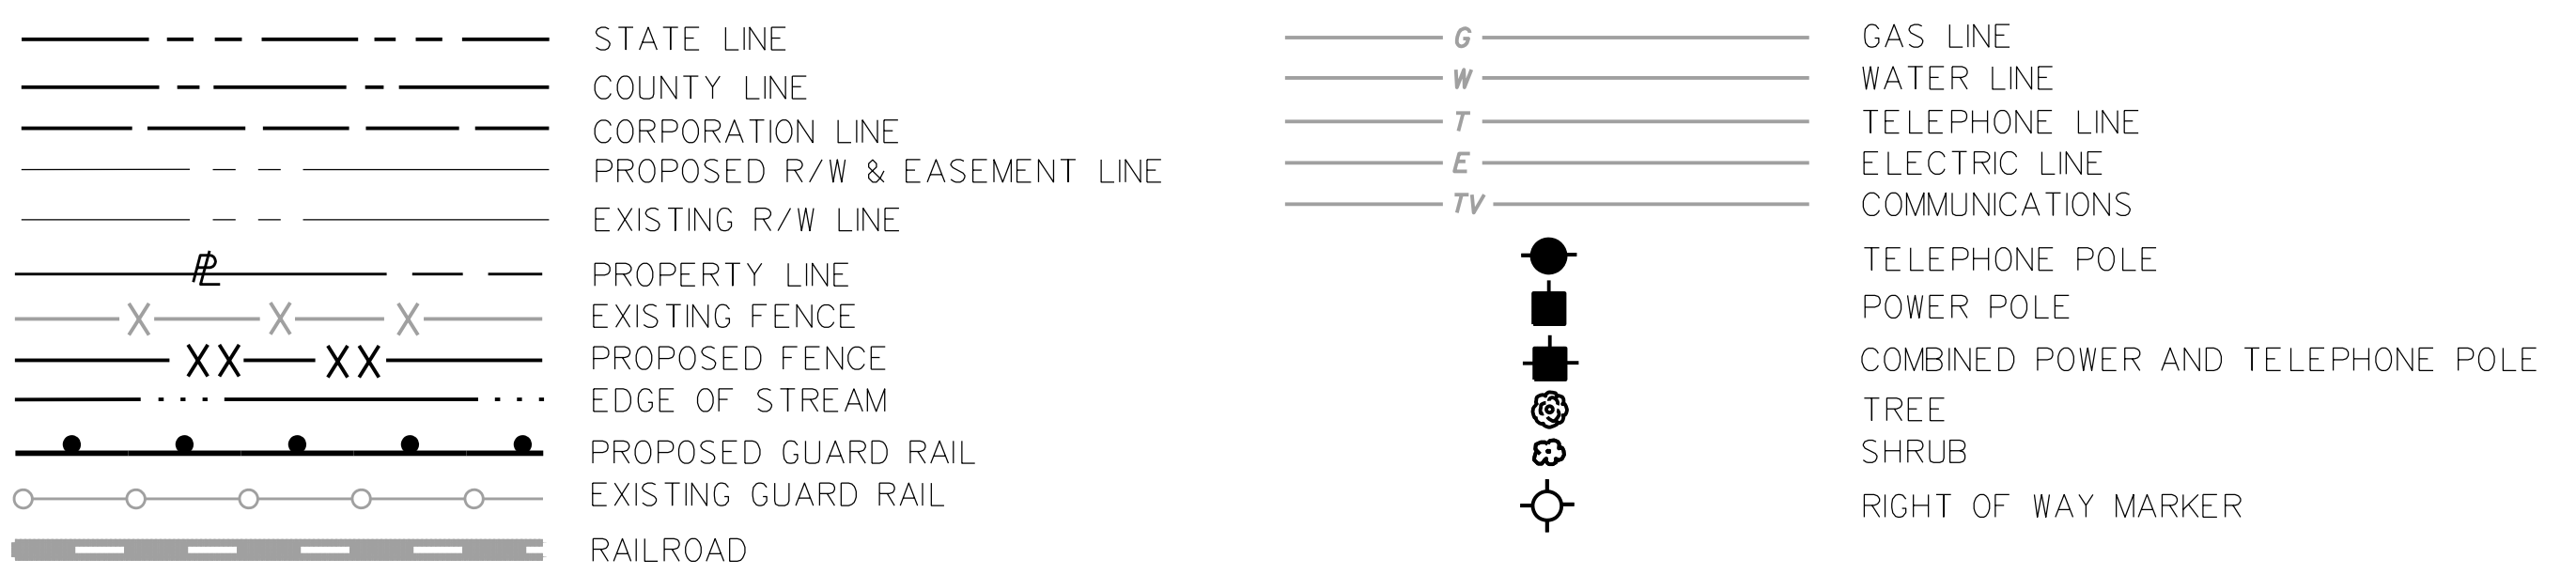 STATE LINE
COUNTY LINE
CORPORATION LINE
PROPOSED R/W & EASEMENT LINE
EXISTING R/W LINE
PL PROPERTY LINE
X X X EXISTING FENCE
XX XX PROPOSED FENCE
EDGE OF STREAM
PROPOSED GUARD RAIL
EXISTING GUARD RAIL
RAILROAD
G GAS LINE
W WATER LINE
T TELEPHONE LINE
E ELECTRIC LINE
TV COMMUNICATIONS
TELEPHONE POLE
POWER POLE
COMBINED POWER AND TELEPHONE POLE
TREE
SHRUB
RIGHT OF WAY MARKER